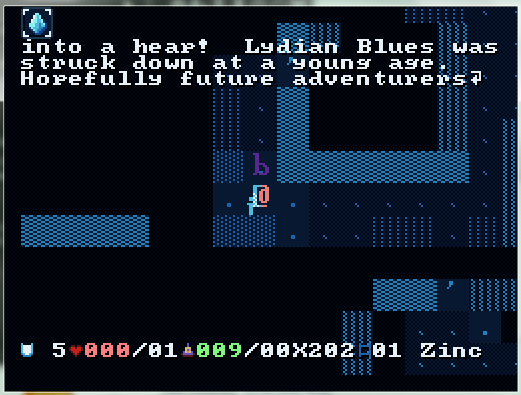 into a heap!  Lydian Blues was
struck down at a young age.
Hopefully future adventurers
b
@
5 000/01 009/00X202 01 Zinc